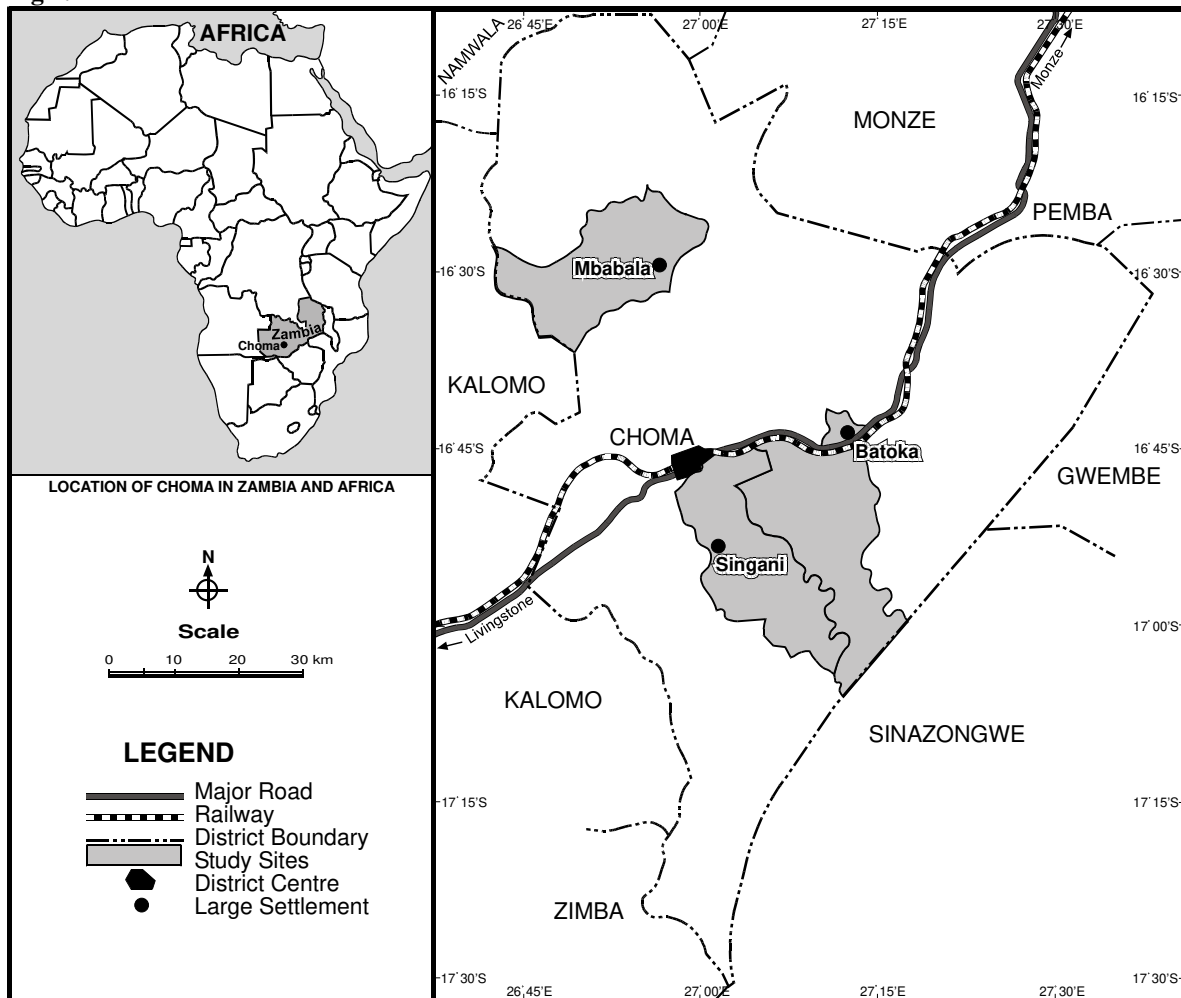 AFRICA
Zambia
Choma
LOCATION OF CHOMA IN ZAMBIA AND AFRICA
N
Scale
0 10 20 30 km
LEGEND
Major Road
Railway
District Boundary
Study Sites
District Centre
Large Settlement
26°45'E 27°00'E 27°15'E 27°30'E
NAMWALA
Monze
16°15'S 16°15'S
MONZE
PEMBA
Mbabala
16°30'S 16°30'S
KALOMO
CHOMA
16°45'S 16°45'S
Batoka
GWEMBE
Singani
Livingstone
17°00'S 17°00'S
KALOMO
SINAZONGWE
17°15'S 17°15'S
ZIMBA
17°30'S 17°30'S
26°45'E 27°00'E 27°15'E 27°30'E